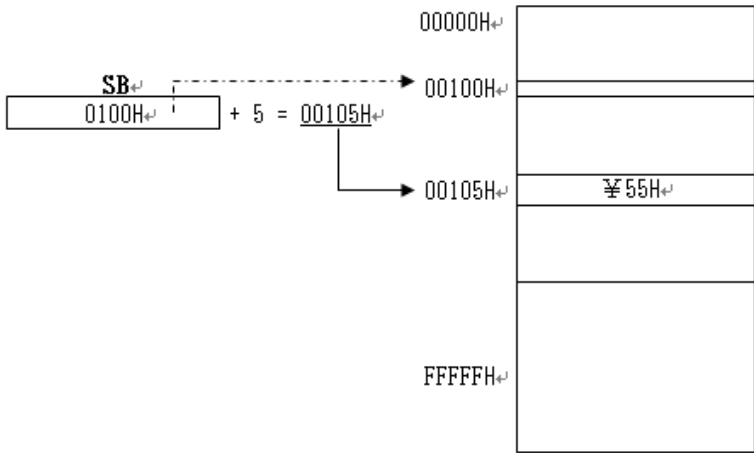 00000H↵
SB↵
00100H↵
0100H↵ + 5 = 00105H↵
00105H↵ ¥55H↵
FFFFFH↵